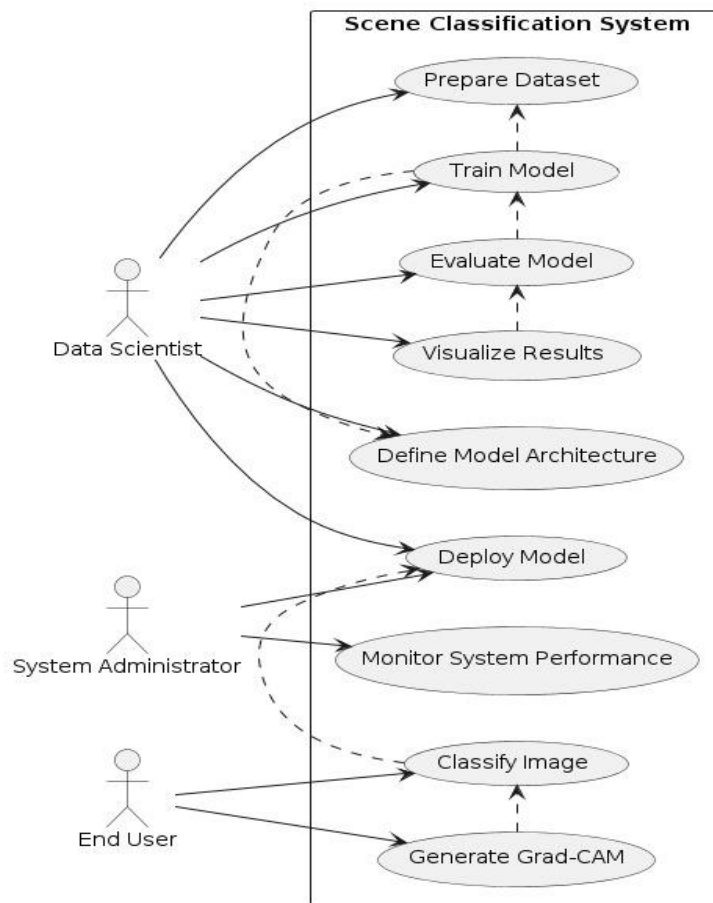 Scene Classification System
Prepare Dataset
Train Model
Evaluate Model
Data Scientist
Visualize Results
Define Model Architecture
Deploy Model
System Administrator
Monitor System Performance
Classify Image
End User
Generate Grad-CAM